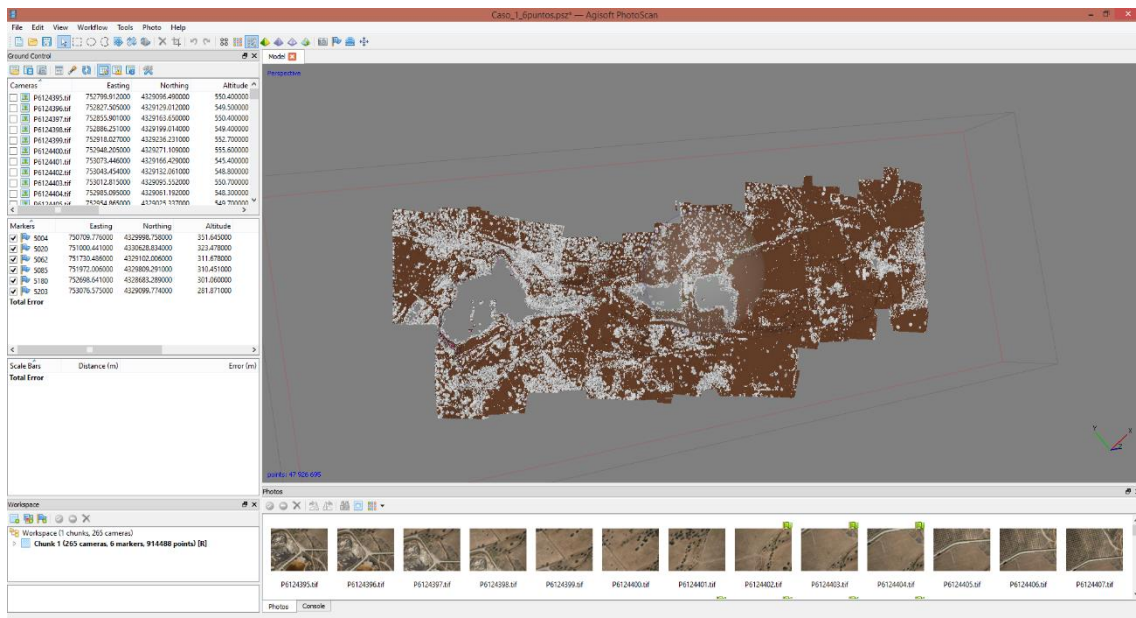 Caso_1_6puntos.psz* — Agisoft PhotoScan
File Edit View Workflow Tools Photo Help
Ground Control
Cameras Easting Northing Altitude
P6124395.tif 752799.912000 4329096.490000 550.400000
P6124396.tif 752827.505000 4329129.012000 549.500000
P6124397.tif 752855.901000 4329163.650000 550.400000
P6124398.tif 752886.251000 4329199.014000 549.400000
P6124399.tif 752918.027000 4329236.231000 552.700000
P6124400.tif 752948.205000 4329271.109000 555.600000
P6124401.tif 753073.446000 4329166.429000 545.400000
P6124402.tif 753043.454000 4329132.061000 548.800000
P6124403.tif 753012.815000 4329095.552000 550.700000
P6124404.tif 752985.095000 4329061.192000 548.300000
P6124405.tif 752954.865000 4329025.337000 549.700000
Markers Easting Northing Altitude
5004 750709.776000 4329998.758000 351.645000
5020 751000.441000 4330628.834000 323.478000
5062 751730.486000 4329102.006000 311.678000
5085 751972.006000 4329809.291000 310.451000
5180 752698.641000 4328683.289000 301.060000
5203 753076.575000 4329099.774000 281.871000
Total Error
Scale Bars Distance (m) Error (m)
Total Error
Workspace
Workspace (1 chunks, 265 cameras)
Chunk 1 (265 cameras, 6 markers, 914488 points) [R]
Model
Perspective
points: 47 926 695
Y X Z
Photos
P6124395.tif P6124396.tif P6124397.tif P6124398.tif P6124399.tif P6124400.tif P6124401.tif P6124402.tif P6124403.tif P6124404.tif P6124405.tif P6124406.tif P6124407.tif
Photos Console